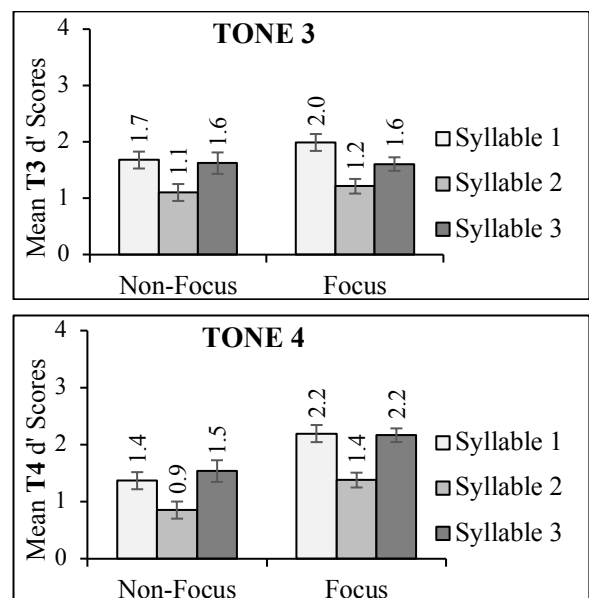 TONE 3
Mean T3 d' Scores
4
3
2
1
0
1.7
1.1
1.6
2.0
1.2
1.6
Non-Focus
Focus
Syllable 1
Syllable 2
Syllable 3
TONE 4
Mean T4 d' Scores
4
3
2
1
0
1.4
0.9
1.5
2.2
1.4
2.2
Non-Focus
Focus
Syllable 1
Syllable 2
Syllable 3